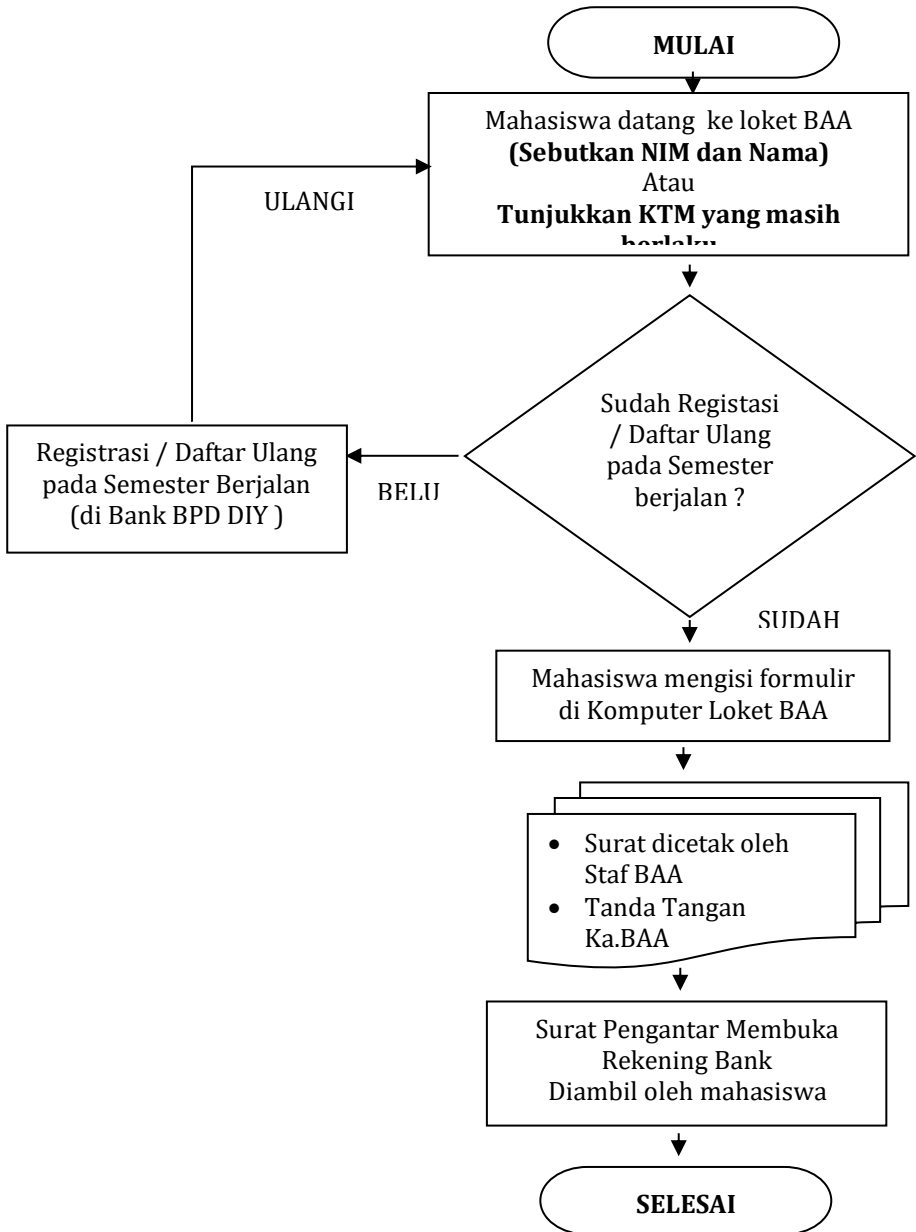 MULAI
Mahasiswa datang ke loket BAA
(Sebutkan NIM dan Nama)
Atau
Tunjukkan KTM yang masih
berlaku
ULANGI
Sudah Registasi
/ Daftar Ulang
pada Semester
berjalan ?
Registrasi / Daftar Ulang
pada Semester Berjalan
(di Bank BPD DIY )
BELU
SUDAH
Mahasiswa mengisi formulir
di Komputer Loket BAA
• Surat dicetak oleh
Staf BAA
• Tanda Tangan
Ka.BAA
Surat Pengantar Membuka
Rekening Bank
Diambil oleh mahasiswa
SELESAI